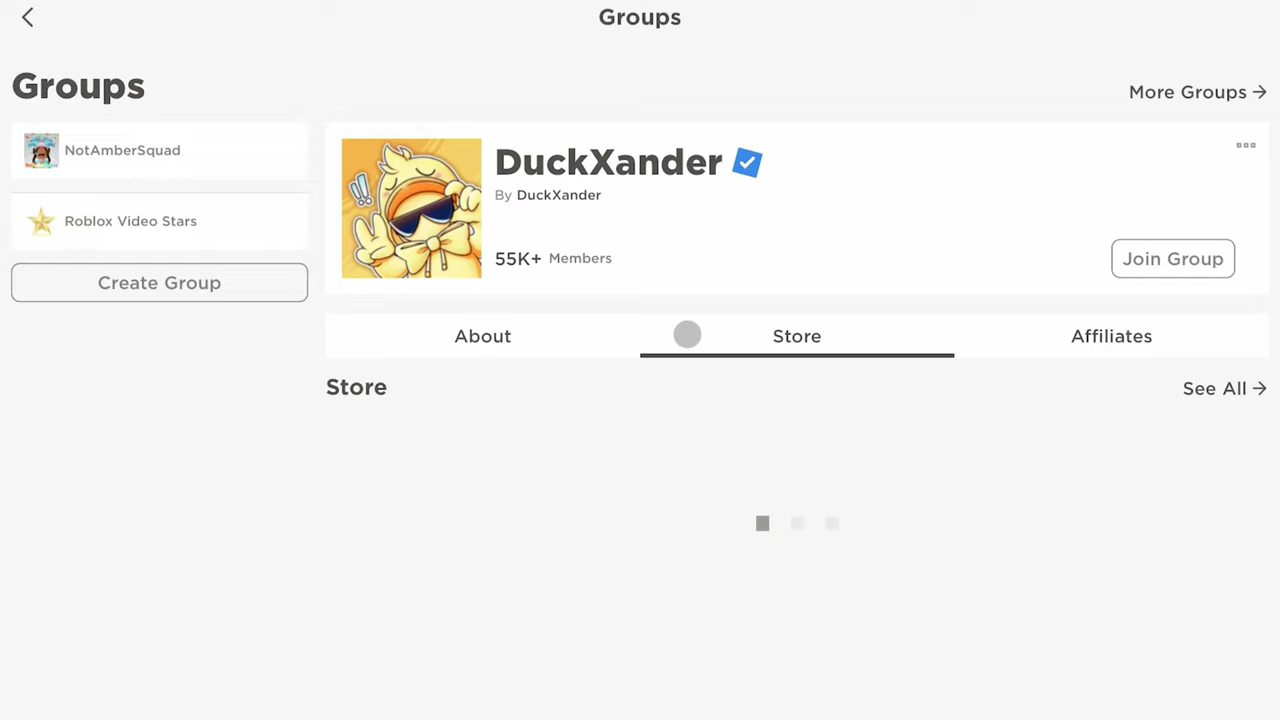 Groups
Groups
More Groups →
NotAmberSquad
Roblox Video Stars
Create Group
DuckXander
By DuckXander
55K+ Members
Join Group
About
Store
Affiliates
Store
See All →